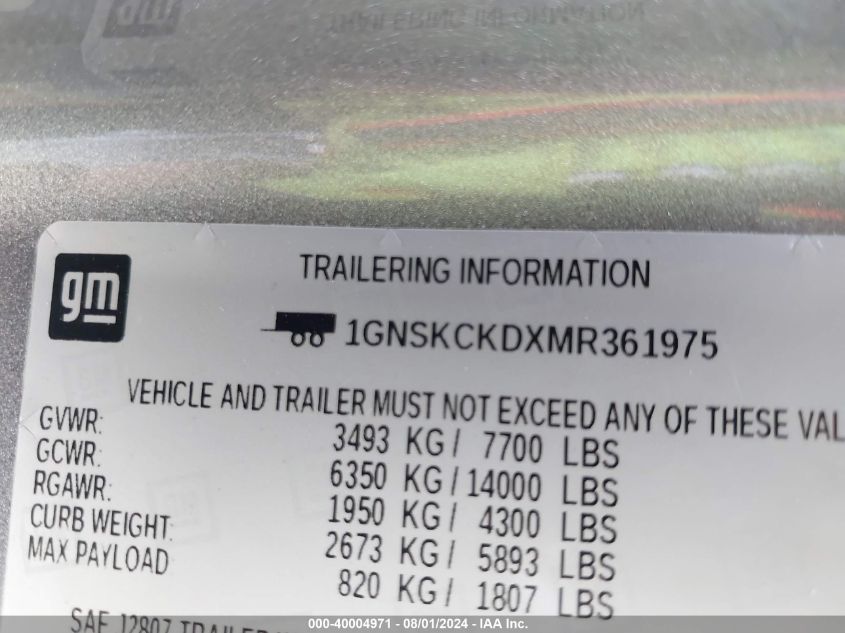 gm
TRAILERING INFORMATION
1GNSKCKDXMR361975
VEHICLE AND TRAILER MUST NOT EXCEED ANY OF THESE VAL
GVWR: 3493 KG/ 7700 LBS
GCWR: 6350 KG/14000 LBS
RGAWR: 1950 KG/ 4300 LBS
CURB WEIGHT: 2673 KG/ 5893 LBS
MAX PAYLOAD 820 KG/ 1807 LBS
SAE J2807
000-40004971 - 08/01/2024 - IAA Inc.